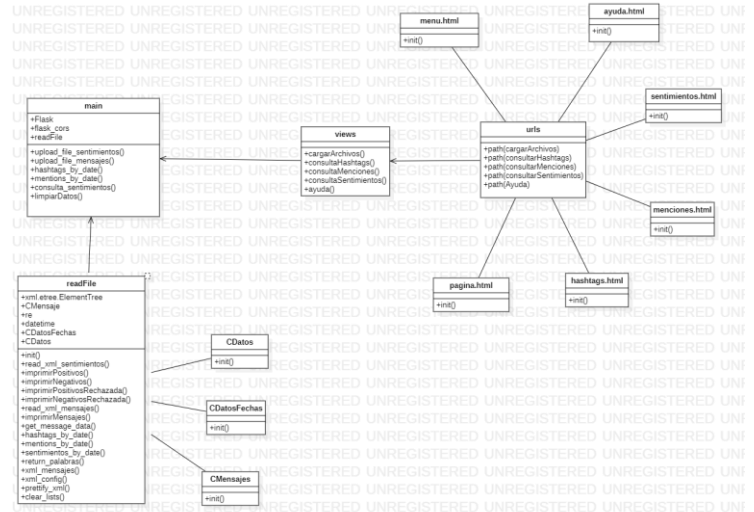 menu.html
+init()
ayuda.html
+init()
sentimientos.html
+init()
main
+Flask
+flask_cors
+readFile
+upload_file_sentimientos()
+upload_file_mensajes()
+hashtags_by_date()
+mentions_by_date()
+consulta_sentimientos()
+limpiarDatos()
views
+cargarArchivos()
+consultaHashtags()
+consultaMenciones()
+consultaSentimientos()
+ayuda()
urls
+path(cargarArchivos)
+path(consultarHashtags)
+path(consultarMenciones)
+path(consultarSentimientos)
+path(Ayuda)
menciones.html
+init()
pagina.html
+init()
hashtags.html
+init()
readFile
+xml.etree.ElementTree
+CMensaje
+re
+datetime
+CDatosFechas
+CDatos
+init()
+read_xml_sentimientos()
+imprimirPositivos()
+imprimirNegativos()
+imprimirPositivosRechazada()
+imprimirNegativosRechazada()
+read_xml_mensajes()
+imprimirMensajes()
+get_message_data()
+hashtags_by_date()
+mentions_by_date()
+sentimientos_by_date()
+return_palabras()
+xml_mensajes()
+xml_config()
+prettify_xml()
+clear_lists()
CDatos
+init()
CDatosFechas
+init()
CMensajes
+init()
UNREGISTERED